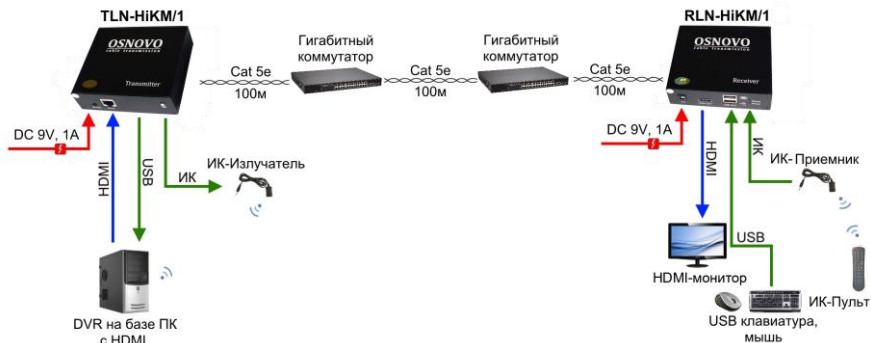 TLN-HiKM/1
RLN-HiKM/1
OSNOVO
cable transmission
Transmitter
Cat 5e
100м
Гигабитный
коммутатор
Cat 5e
100м
Гигабитный
коммутатор
Cat 5e
100м
OSNOVO
cable transmission
Receiver
DC 9V, 1A
HDMI
USB
ИК
ИК-Излучатель
DVR на базе ПК
с HDMI
DC 9V, 1A
HDMI
ИК
ИК-Приемник
USB
HDMI-монитор
ИК-Пульт
USB клавиатура,
мышь